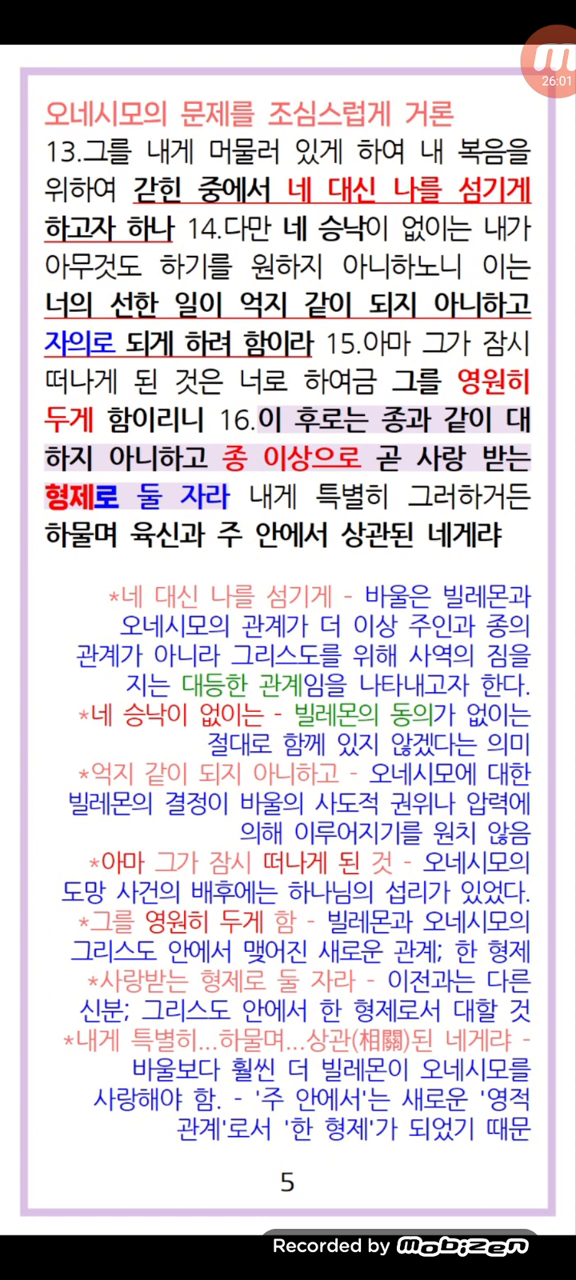 26:01
오네시모의 문제를 조심스럽게 거론
13.그를 내게 머물러 있게 하여 내 복음을
위하여 갇힌 중에서 네 대신 나를 섬기게
하고자 하나 14.다만 네 승낙이 없이는 내가
아무것도 하기를 원하지 아니하노니 이는
너의 선한 일이 억지 같이 되지 아니하고
자의로 되게 하려 함이라 15.아마 그가 잠시
떠나게 된 것은 너로 하여금 그를 영원히
두게 함이리니 16.이 후로는 종과 같이 대
하지 아니하고 종 이상으로 곧 사랑 받는
형제로 둘 자라 내게 특별히 그러하거든
하물며 육신과 주 안에서 상관된 네게랴
*네 대신 나를 섬기게 - 바울은 빌레몬과
오네시모의 관계가 더 이상 주인과 종의
관계가 아니라 그리스도를 위해 사역의 짐을
지는 대등한 관계임을 나타내고자 한다.
*네 승낙이 없이는 - 빌레몬의 동의가 없이는
절대로 함께 있지 않겠다는 의미
*억지 같이 되지 아니하고 - 오네시모에 대한
빌레몬의 결정이 바울의 사도적 권위나 압력에
의해 이루어지기를 원치 않음
*아마 그가 잠시 떠나게 된 것 - 오네시모의
도망 사건의 배후에는 하나님의 섭리가 있었다.
*그를 영원히 두게 함 - 빌레몬과 오네시모의
그리스도 안에서 맺어진 새로운 관계; 한 형제
*사랑받는 형제로 둘 자라 - 이전과는 다른
신분; 그리스도 안에서 한 형제로서 대할 것
*내게 특별히...하물며...상관(相關)된 네게랴 -
바울보다 훨씬 더 빌레몬이 오네시모를
사랑해야 함. - '주 안에서'는 새로운 '영적
관계'로서 '한 형제'가 되었기 때문
5
Recorded by mobizen